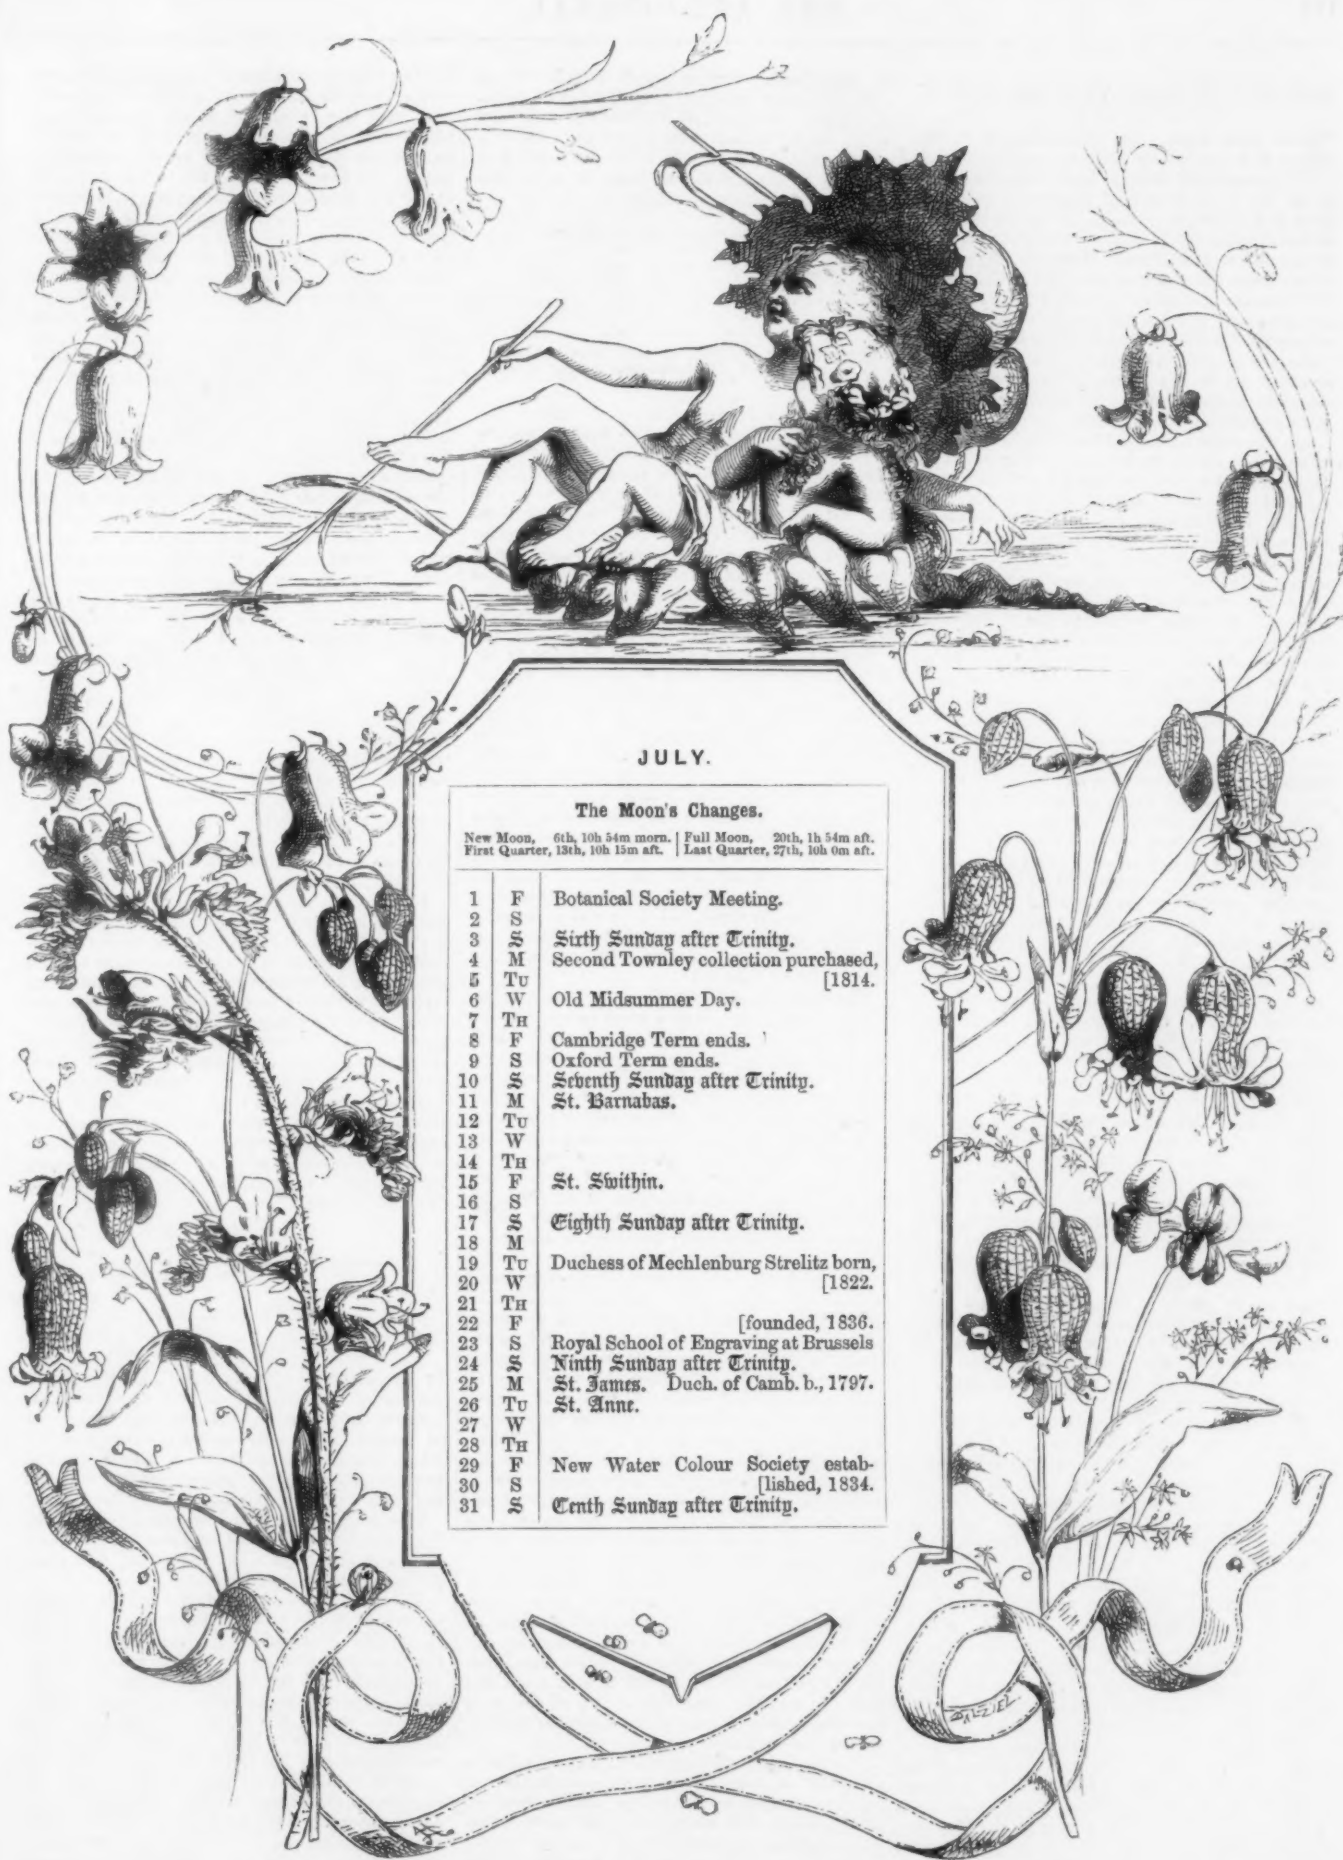 JULY.
The Moon's Changes.
New Moon, 6th, 10h 54m morn. | Full Moon, 20th, 1h 54m aft.
First Quarter, 13th, 10h 15m aft. | Last Quarter, 27th, 10h 0m aft.
1 F Botanical Society Meeting.
2 S
3 S Sixth Sunday after Trinity.
4 M Second Townley collection purchased,
5 TU [1814.
6 W Old Midsummer Day.
7 TH
8 F Cambridge Term ends.
9 S Oxford Term ends.
10 S Seventh Sunday after Trinity.
11 M St. Barnabas.
12 TU
13 W
14 TH
15 F St. Swithin.
16 S
17 S Eighth Sunday after Trinity.
18 M
19 TU Duchess of Mechlenburg Strelitz born,
20 W [1822.
21 TH
22 F [founded, 1836.
23 S Royal School of Engraving at Brussels
24 S Ninth Sunday after Trinity.
25 M St. James. Duch. of Camb. b., 1797.
26 TU St. Anne.
27 W
28 TH
29 F New Water Colour Society estab-
30 S [lished, 1834.
31 S Tenth Sunday after Trinity.
DALZIEL